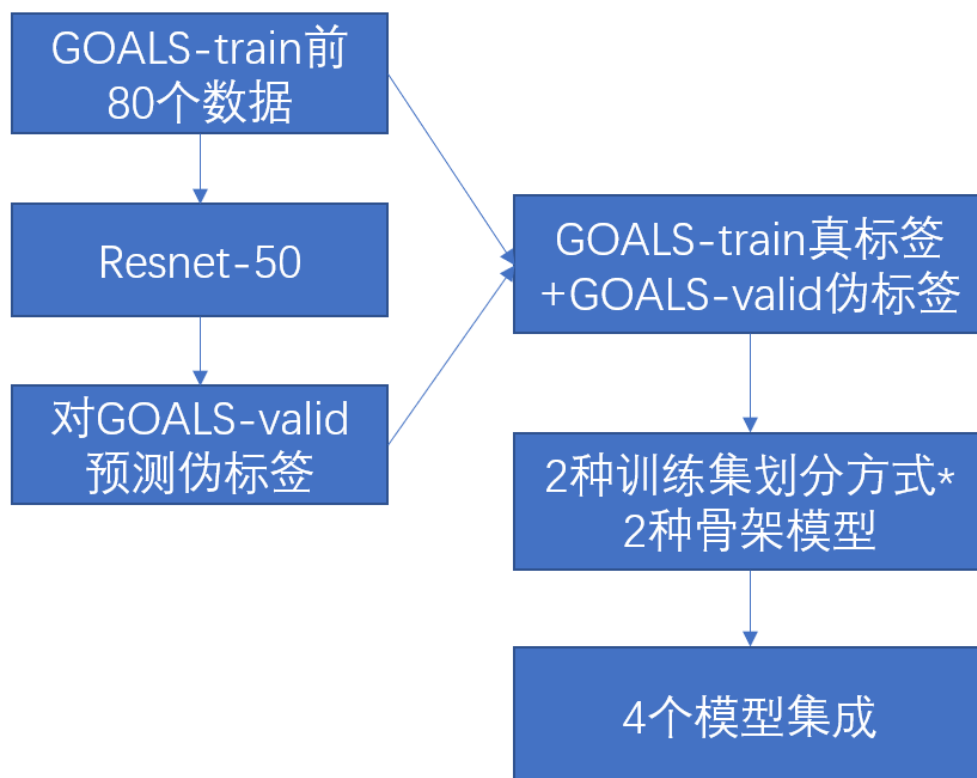 GOALS-train前
80个数据
Resnet-50
对GOALS-valid
预测伪标签
GOALS-train真标签
+GOALS-valid伪标签
2种训练集划分方式*
2种骨架模型
4个模型集成